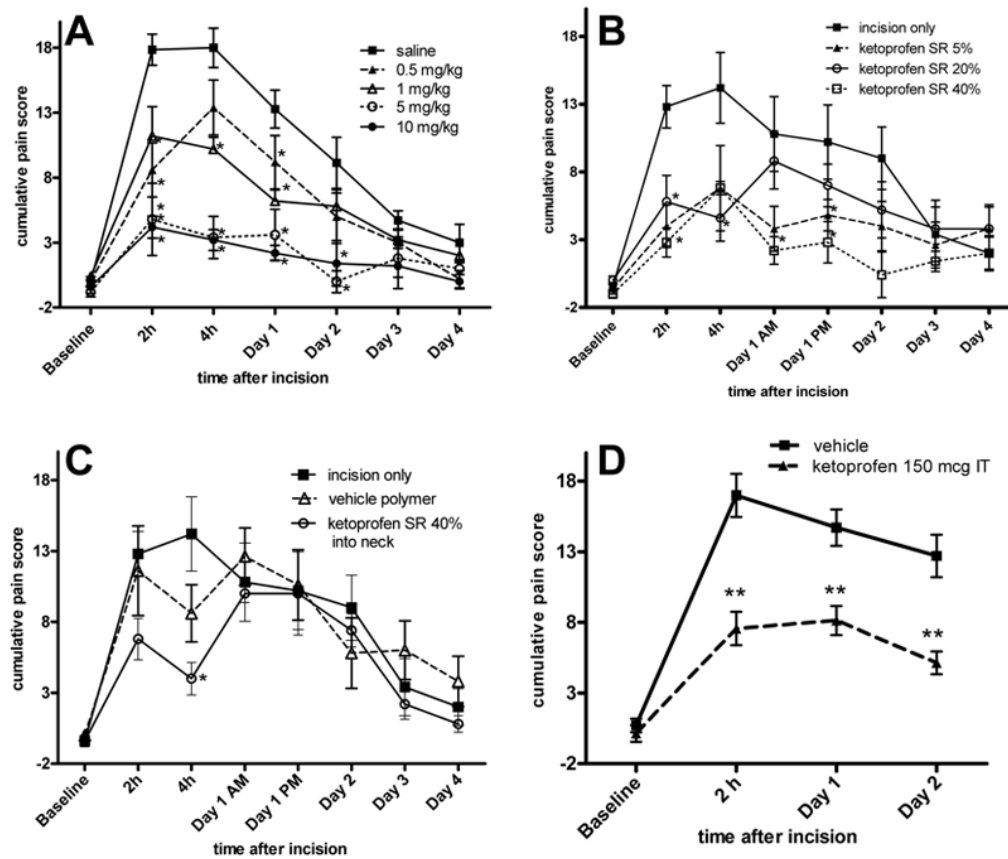 A
saline
0.5 mg/kg
1 mg/kg
5 mg/kg
10 mg/kg
cumulative pain score
18
13
8
3
-2
* * * * * * * * * * * * *
Baseline
2h
4h
Day 1
Day 2
Day 3
Day 4
time after incision
B
incision only
ketoprofen SR 5%
ketoprofen SR 20%
ketoprofen SR 40%
cumulative pain score
18
13
8
3
-2
* * * * * *
Baseline
2h
4h
Day 1 AM
Day 1 PM
Day 2
Day 3
Day 4
time after incision
C
incision only
vehicle polymer
ketoprofen SR 40%
into neck
cumulative pain score
18
13
8
3
-2
*
Baseline
2h
4h
Day 1 AM
Day 1 PM
Day 2
Day 3
Day 4
time after incision
D
vehicle
ketoprofen 150 mcg IT
cumulative pain score
18
13
8
3
-2
** ** **
Baseline
2 h
Day 1
Day 2
time after incision